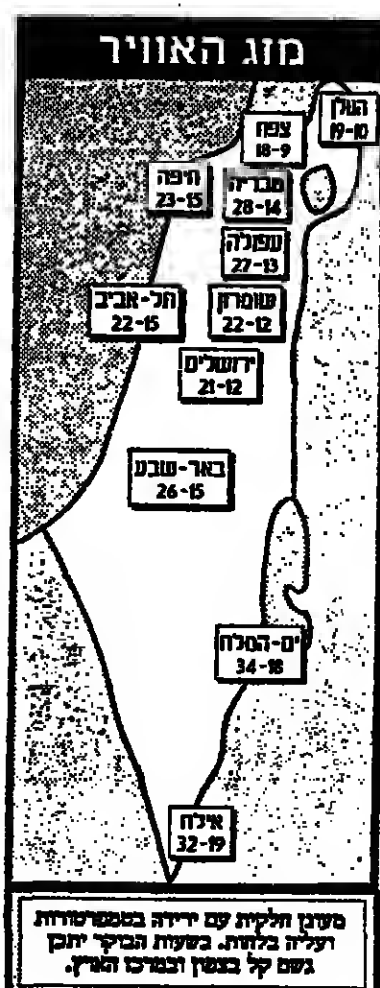 מזג האוויר
הגולן
19-10
צפת
18-9
חיפה
23-15
טבריה
28-14
עפולה
27-13
תל-אביב
22-15
שומרון
22-12
ירושלים
21-12
באר-שבע
26-15
ים-המלח
34-18
אילת
32-19
מעונן חלקית עם ירידה בטמפרטורות
ועליה בלחות. בשעות הבוקר יתכן
גשם קל בצפון ובמרכז הארץ.